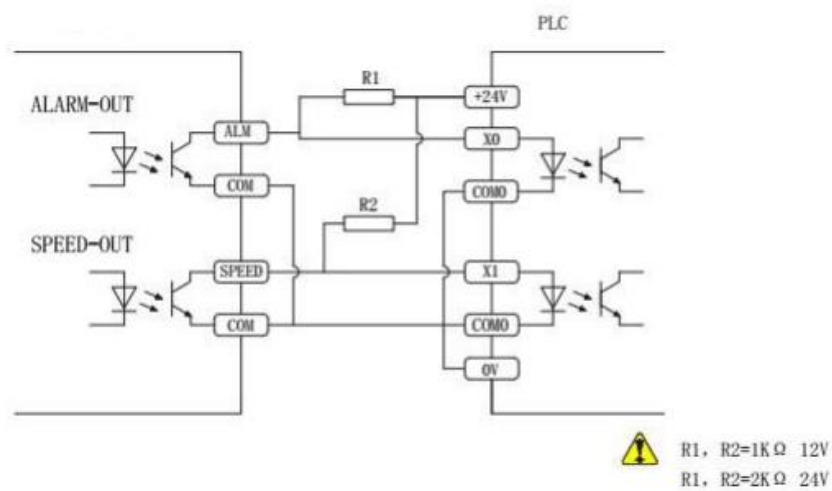 PLC
R1
+24V
ALARM-OUT
ALM
X0
COM
COM0
R2
SPEED-OUT
SPEED
X1
COM
COM0
0V
R1, R2=1KΩ 12V
R1, R2=2KΩ 24V